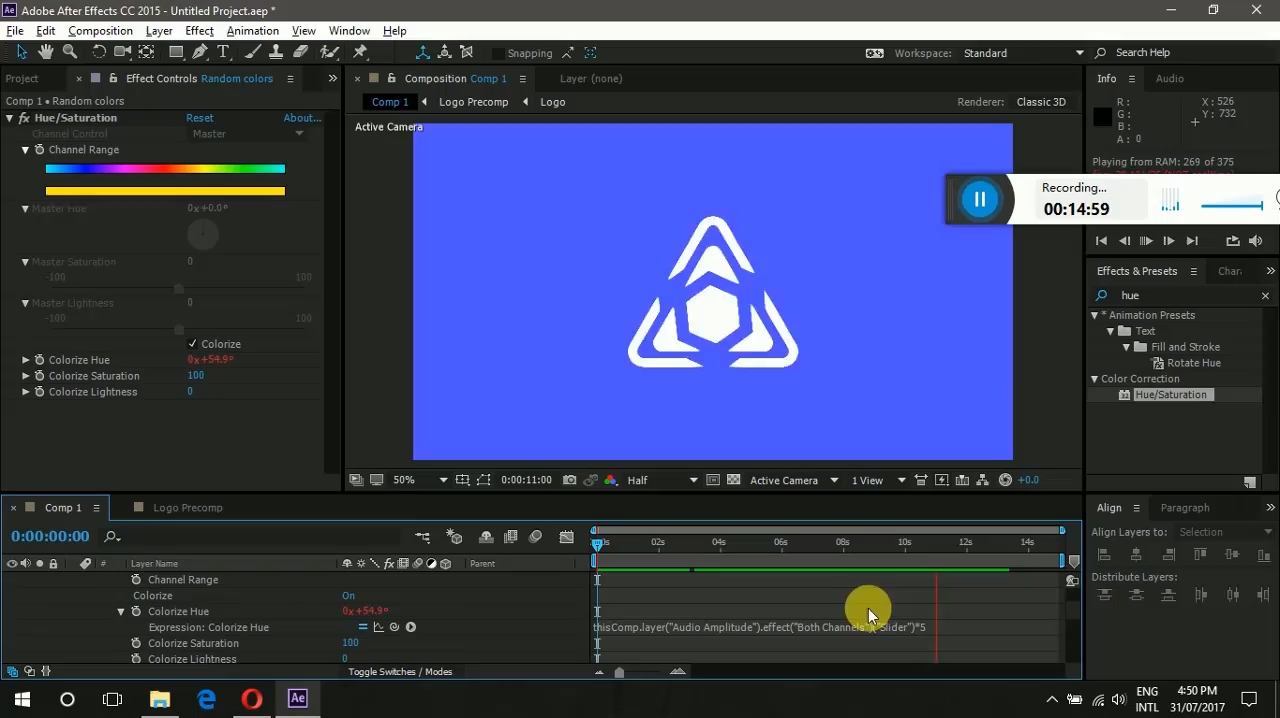 Adobe After Effects CC 2015 - Untitled Project.aep *
File Edit Composition Layer Effect Animation View Window Help
Snapping Workspace: Standard Search Help
Project Effect Controls Random colors Composition Comp 1 Layer (none) Info Audio
Comp 1 • Random colors Comp 1 Logo Precomp Logo Renderer: Classic 3D
Hue/Saturation Reset About...
Channel Control Master
Channel Range
Master Hue 0x+0.0°
Master Saturation 0
-100 100
Master Lightness 0
-100 100
Colorize
Colorize Hue 0x+54.9°
Colorize Saturation 100
Colorize Lightness 0
Active Camera
50% 0:00:11:00 Half Active Camera 1 View +0.0
R: X: 526
G: Y: 732
B:
A: 0
Playing from RAM: 269 of 375
Recording...
00:14:59
Effects & Presets Chara
hue
* Animation Presets
Text
Fill and Stroke
Rotate Hue
Color Correction
Hue/Saturation
Comp 1 Logo Precomp
0:00:00:00
# Layer Name Parent
02s 04s 06s 08s 10s 12s 14s
Channel Range
Colorize On
Colorize Hue 0x+54.9°
Expression: Colorize Hue thisComp.layer("Audio Amplitude").effect("Both Channels")("Slider")*5
Colorize Saturation 100
Colorize Lightness 0
Toggle Switches / Modes
Align Paragraph
Align Layers to: Selection
Distribute Layers:
ENG
INTL
4:50 PM
31/07/2017